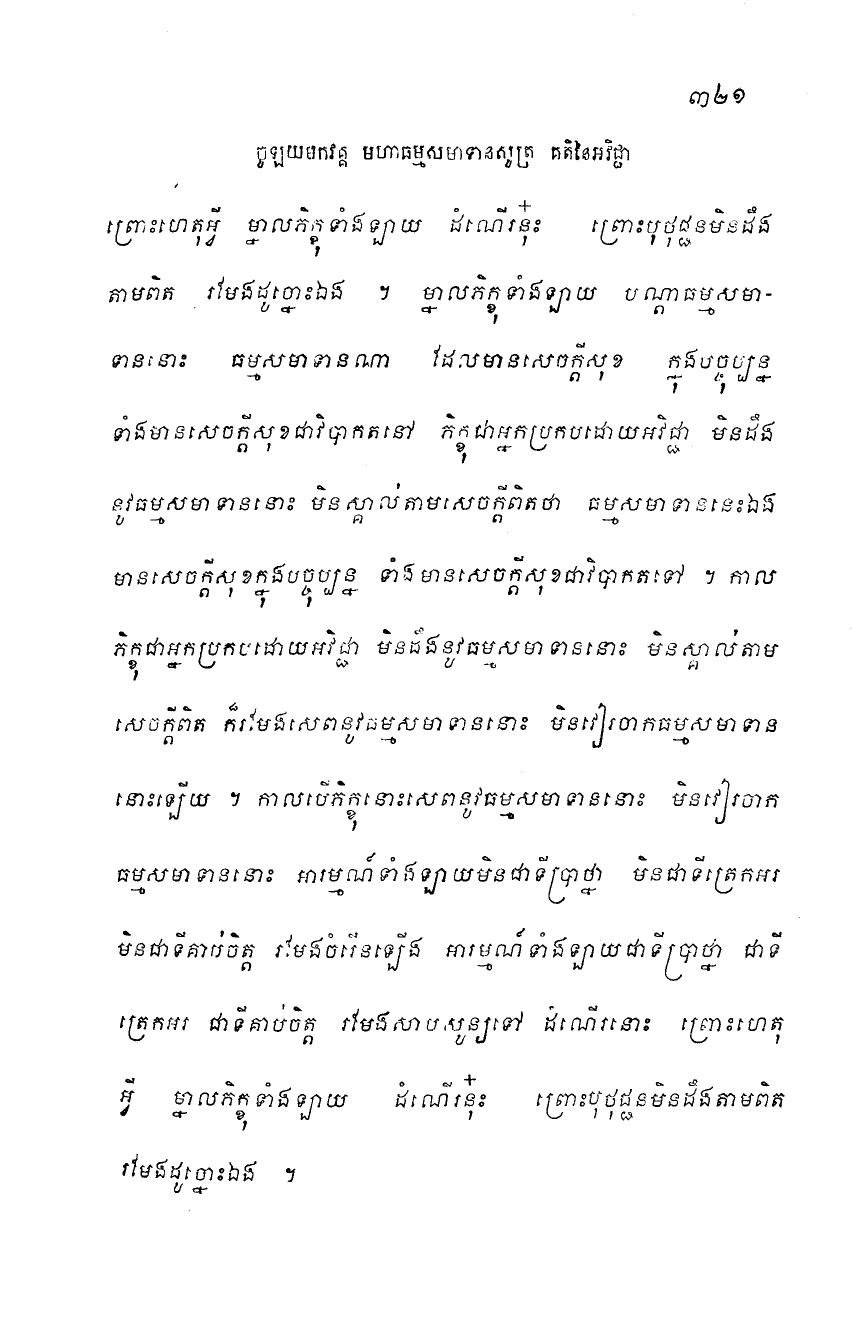 ៣២១
ចូឡយមកវគ្គ មហាធម្មសមាទានសូត្រ គតិនៃអវិជ្ជា
ព្រោះហេតុអ្វី ម្នាលភិក្ខុទាំងឡាយ ដំណើរនុ៎ះ ព្រោះបុថុជ្ជនមិនដឹង
តាមពិត រមែងដូច្នោះឯង ។ ម្នាលភិក្ខុទាំងឡាយ បណ្តាធម្មសមា-
ទាននោះ ធម្មសមាទានណា ដែលមានសេចក្តីសុខ ក្នុងបច្ចុប្បន្ន
ទាំងមានសេចក្តីសុខជាវិបាកតទៅ ភិក្ខុជាអ្នកប្រកបដោយអវិជ្ជា មិនដឹង
នូវធម្មសមាទាននោះ មិនស្គាល់តាមសេចក្តីពិតថា ធម្មសមាទាននេះឯង
មានសេចក្តីសុខក្នុងបច្ចុប្បន្ន ទាំងមានសេចក្តីសុខជាវិបាកតទៅ ។ កាល
ភិក្ខុជាអ្នកប្រកបដោយអវិជ្ជា មិនដឹងនូវធម្មសមាទាននោះ មិនស្គាល់តាម
សេចក្តីពិត ក៏រមែងសេពនូវធម្មសមាទាននោះ មិនវៀរចាកធម្មសមាទាន
នោះឡើយ ។ កាលបើភិក្ខុនោះសេពនូវធម្មសមាទាននោះ មិនវៀរចាក
ធម្មសមាទាននោះ អារម្មណ៍ទាំងឡាយមិនជាទីប្រាថ្នា មិនជាទីត្រេកអរ
មិនជាទីគាប់ចិត្ត រមែងចំរើនឡើង អារម្មណ៍ទាំងឡាយជាទីប្រាថ្នា ជាទី
ត្រេកអរ ជាទីគាប់ចិត្ត រមែងសាបសូន្យទៅ ដំណើរនោះ ព្រោះហេតុ
អ្វី ម្នាលភិក្ខុទាំងឡាយ ដំណើរនុ៎ះ ព្រោះបុថុជ្ជនមិនដឹងតាមពិត
រមែងដូច្នោះឯង ។